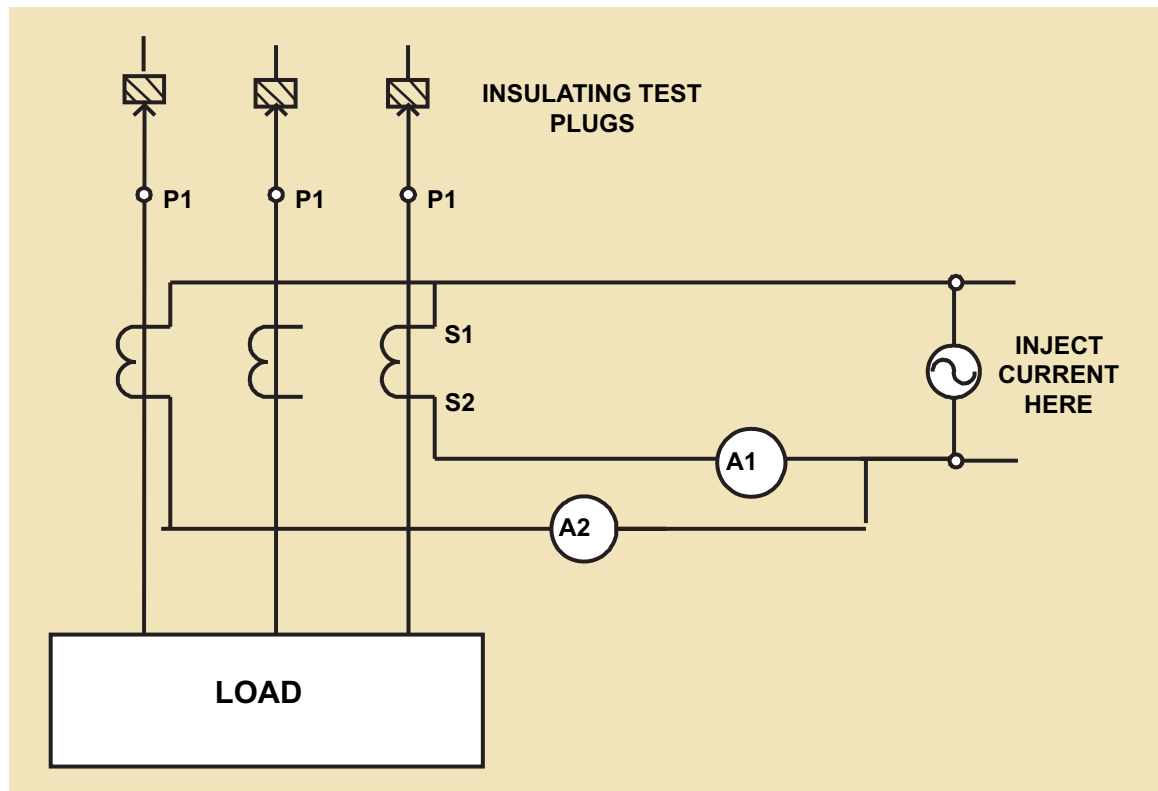 INSULATING TEST
PLUGS
P1
P1
P1
S1
S2
INJECT
CURRENT
HERE
A1
A2
LOAD